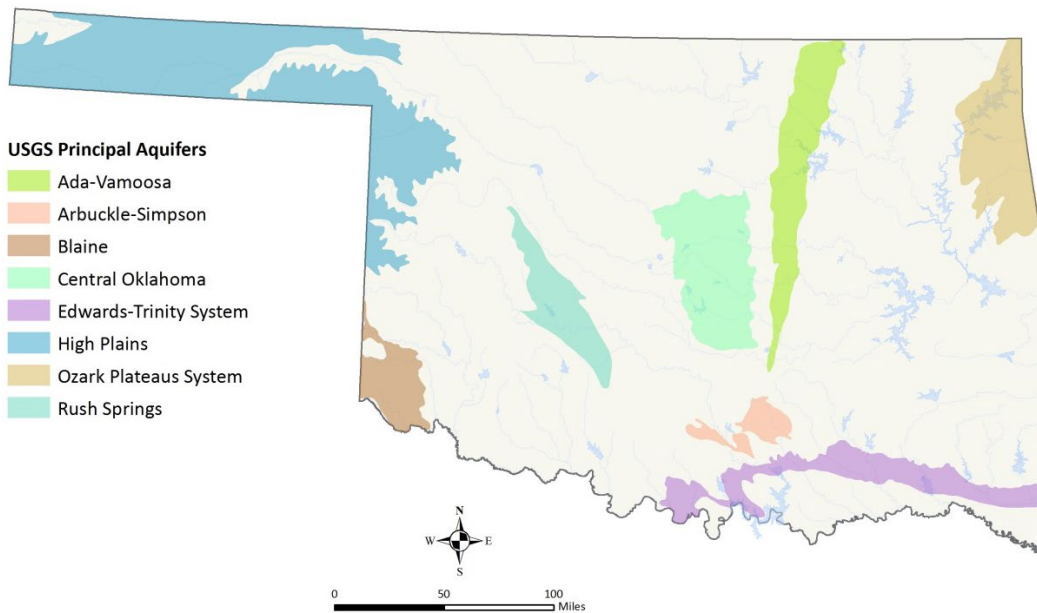 USGS Principal Aquifers
Ada-Vamoosa
Arbuckle-Simpson
Blaine
Central Oklahoma
Edwards-Trinity System
High Plains
Ozark Plateaus System
Rush Springs
N
W E
S
0 50 100
Miles